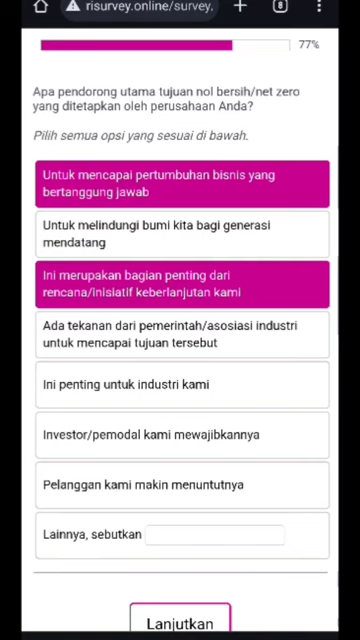 risurvey.online/survey.
8
77%
Apa pendorong utama tujuan nol bersih/net zero
yang ditetapkan oleh perusahaan Anda?
Pilih semua opsi yang sesuai di bawah.
Untuk mencapai pertumbuhan bisnis yang
bertanggung jawab
Untuk melindungi bumi kita bagi generasi
mendatang
Ini merupakan bagian penting dari
rencana/inisiatif keberlanjutan kami
Ada tekanan dari pemerintah/asosiasi industri
untuk mencapai tujuan tersebut
Ini penting untuk industri kami
Investor/pemodal kami mewajibkannya
Pelanggan kami makin menuntutnya
Lainnya, sebutkan
Lanjutkan